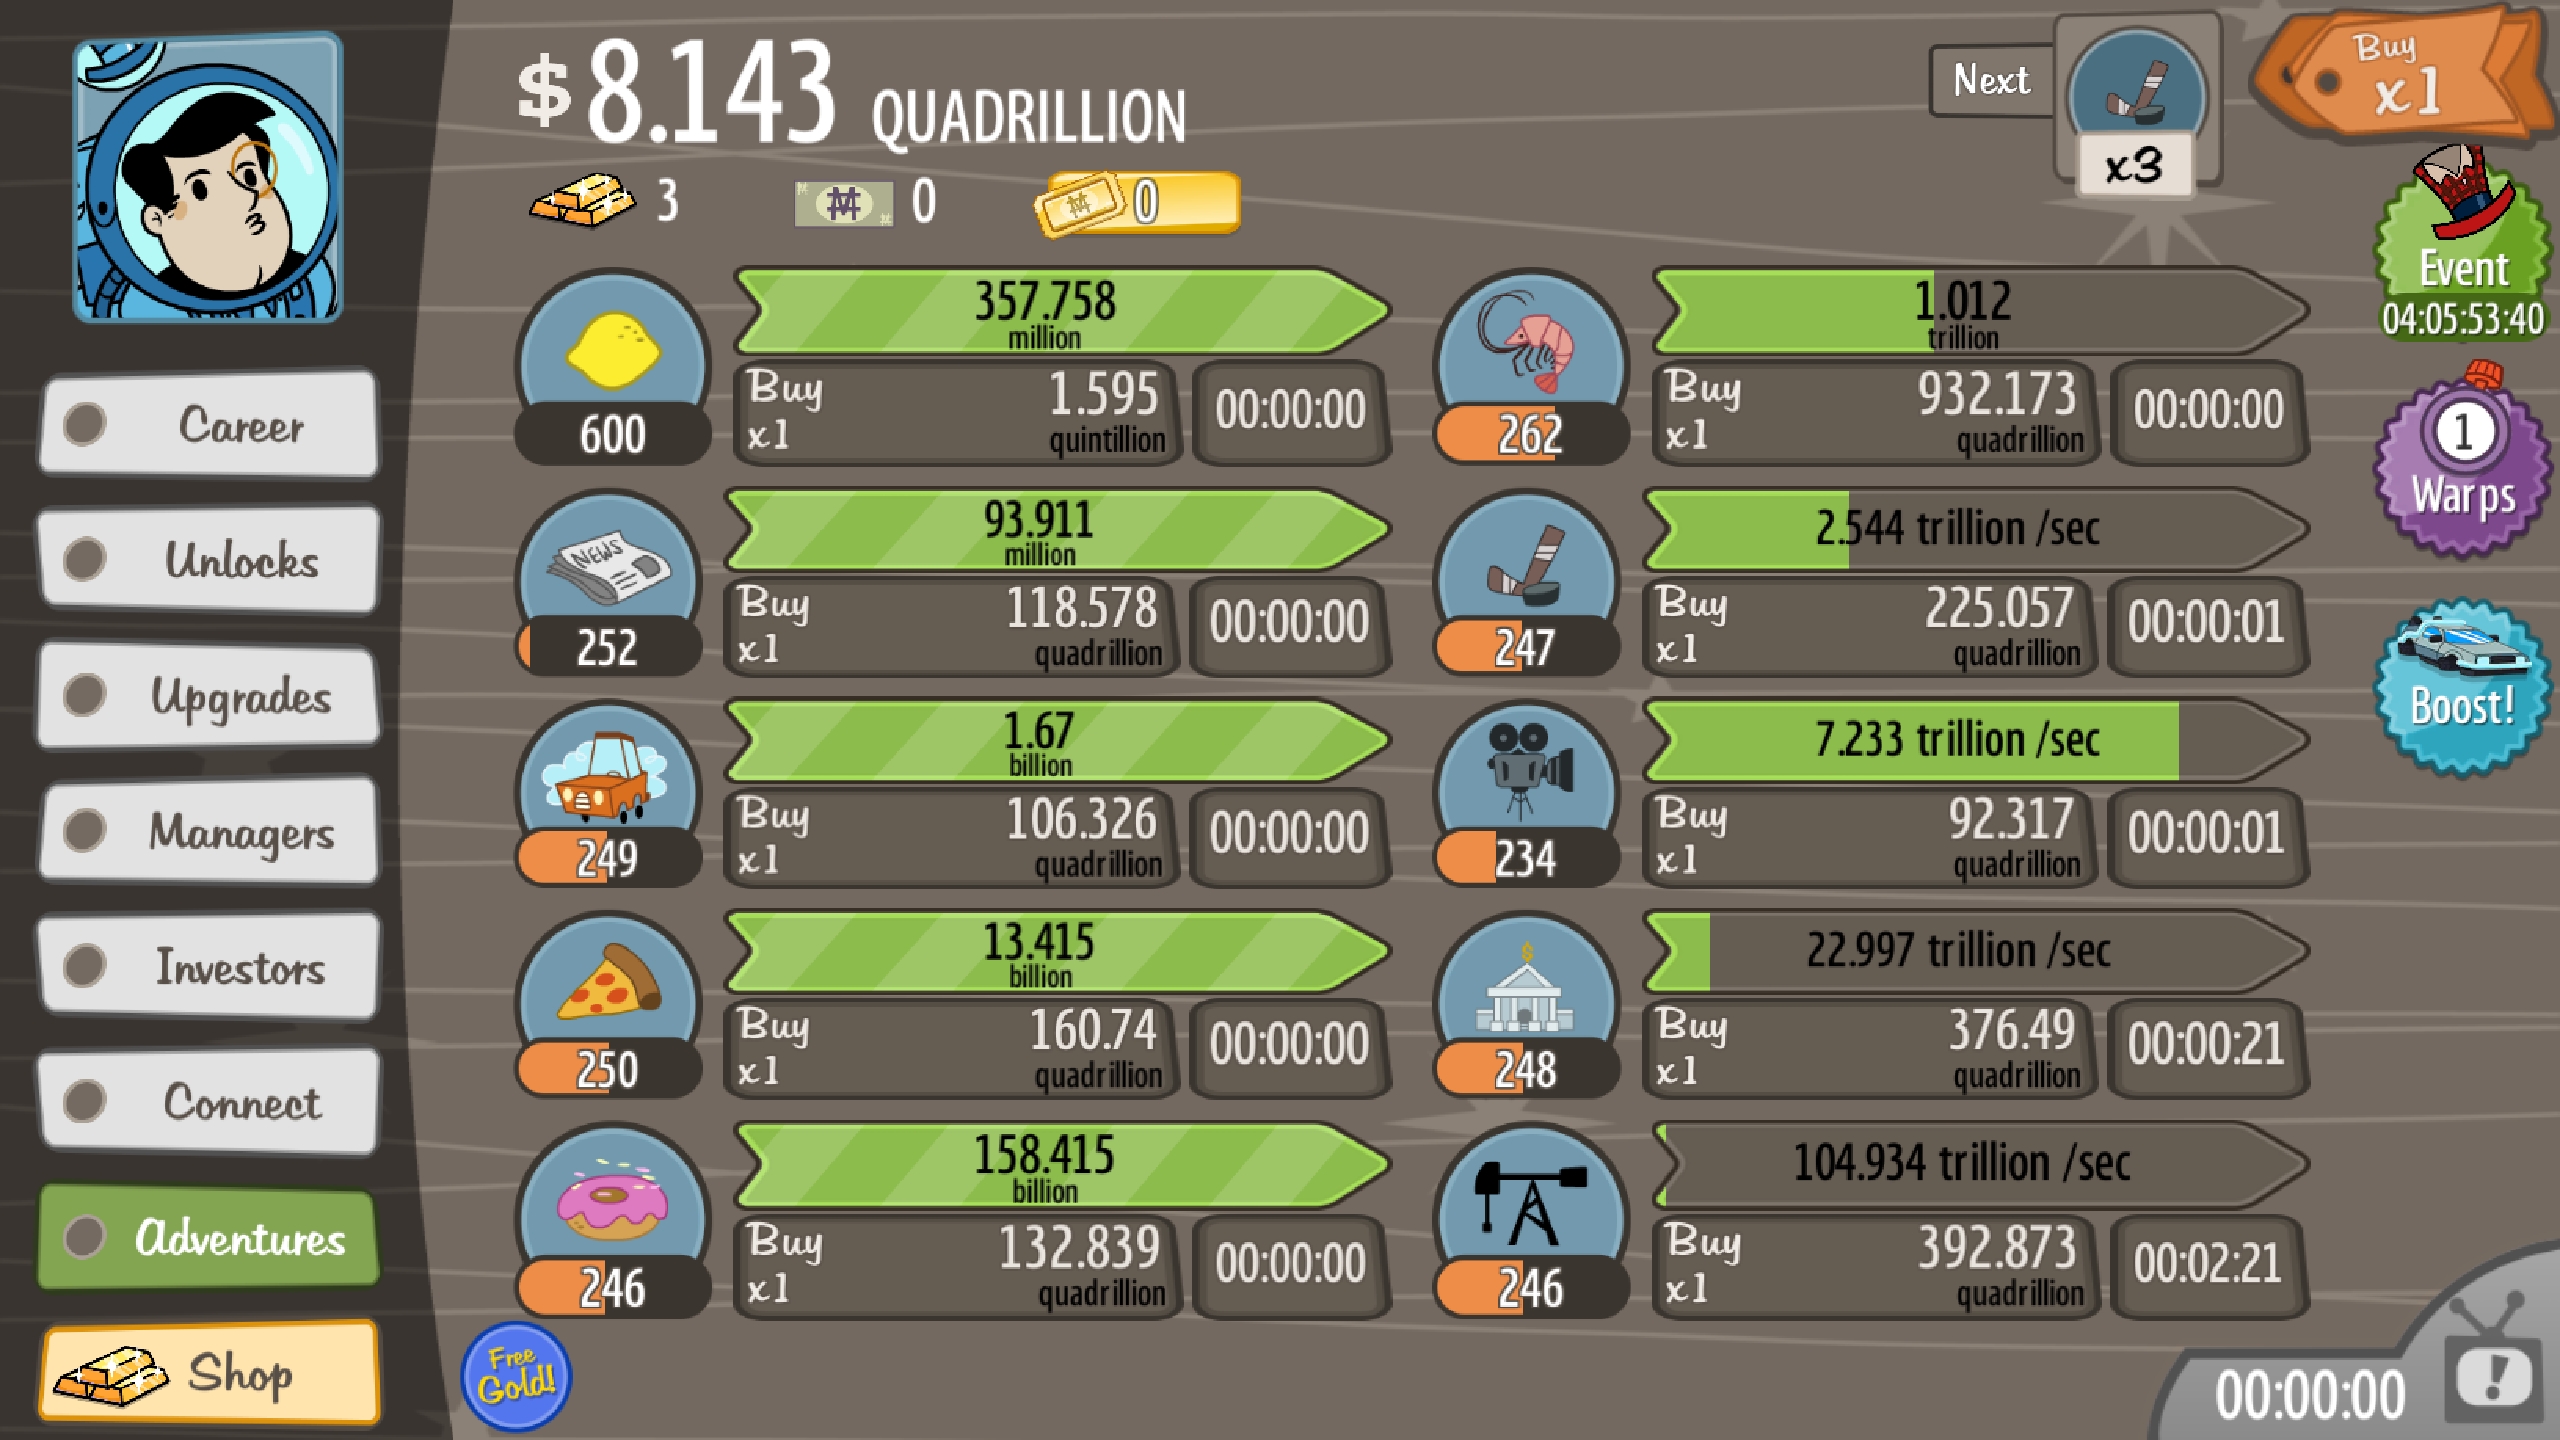 $8.143 QUADRILLION
3
0
0
Next
x3
Buy
x1
Event
04:05:53:40
1
Warps
Boost!
Career
Unlocks
Upgrades
Managers
Investors
Connect
Adventures
Shop
Free
Gold!
357.758
million
600
Buy
x1
1.595
quintillion
00:00:00
NEWS
93.911
million
252
Buy
x1
118.578
quadrillion
00:00:00
1.67
billion
249
Buy
x1
106.326
quadrillion
00:00:00
13.415
billion
250
Buy
x1
160.74
quadrillion
00:00:00
158.415
billion
246
Buy
x1
132.839
quadrillion
00:00:00
1.012
trillion
262
Buy
x1
932.173
quadrillion
00:00:00
2.544 trillion /sec
247
Buy
x1
225.057
quadrillion
00:00:01
7.233 trillion /sec
234
Buy
x1
92.317
quadrillion
00:00:01
22.997 trillion /sec
248
Buy
x1
376.49
quadrillion
00:00:21
104.934 trillion /sec
246
Buy
x1
392.873
quadrillion
00:02:21
00:00:00
!